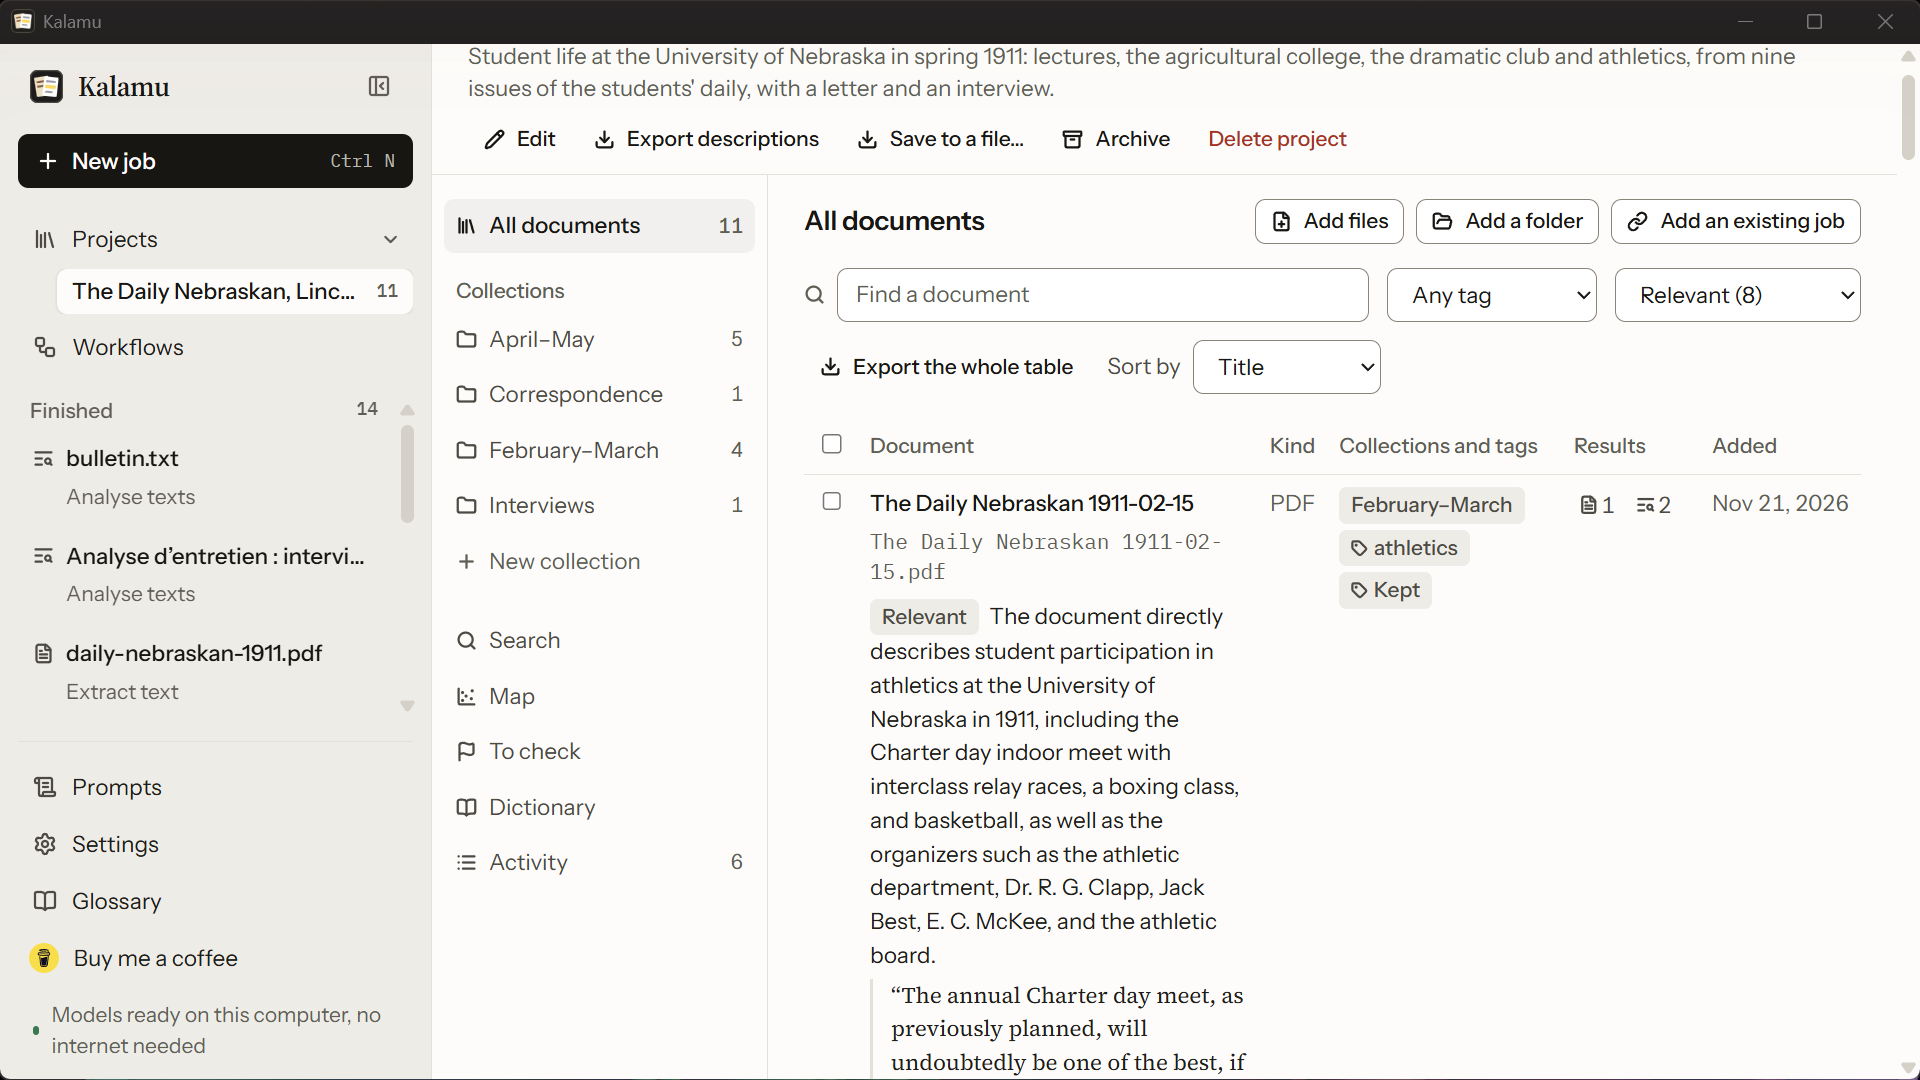 Kalamu
Kalamu
New job Ctrl N
Projects
The Daily Nebraskan, Linc... 11
Workflows
Finished 14
bulletin.txt
Analyse texts
Analyse d’entretien : intervi...
Analyse texts
daily-nebraskan-1911.pdf
Extract text
Prompts
Settings
Glossary
Buy me a coffee
Models ready on this computer, no
internet needed
Student life at the University of Nebraska in spring 1911: lectures, the agricultural college, the dramatic club and athletics, from nine
issues of the students' daily, with a letter and an interview.
Edit Export descriptions Save to a file... Archive Delete project
All documents 11
Collections
April–May 5
Correspondence 1
February–March 4
Interviews 1
New collection
Search
Map
To check
Dictionary
Activity 6
All documents Add files Add a folder Add an existing job
Find a document Any tag Relevant (8)
Export the whole table Sort by Title
Document Kind Collections and tags Results Added
The Daily Nebraskan 1911-02-15 PDF February–March 1 2 Nov 21, 2026
The Daily Nebraskan 1911-02-
15.pdf
athletics
Kept
Relevant The document directly
describes student participation in
athletics at the University of
Nebraska in 1911, including the
Charter day indoor meet with
interclass relay races, a boxing class,
and basketball, as well as the
organizers such as the athletic
department, Dr. R. G. Clapp, Jack
Best, E. C. McKee, and the athletic
board.
“The annual Charter day meet, as
previously planned, will
undoubtedly be one of the best, if